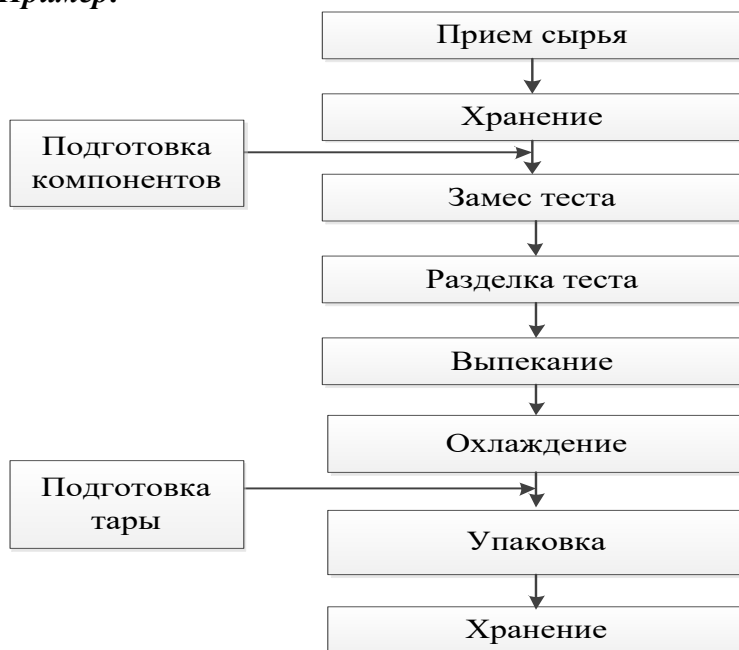 Пример:
Прием сырья
Хранение
Подготовка
компонентов
Замес теста
Разделка теста
Выпекание
Охлаждение
Подготовка
тары
Упаковка
Хранение